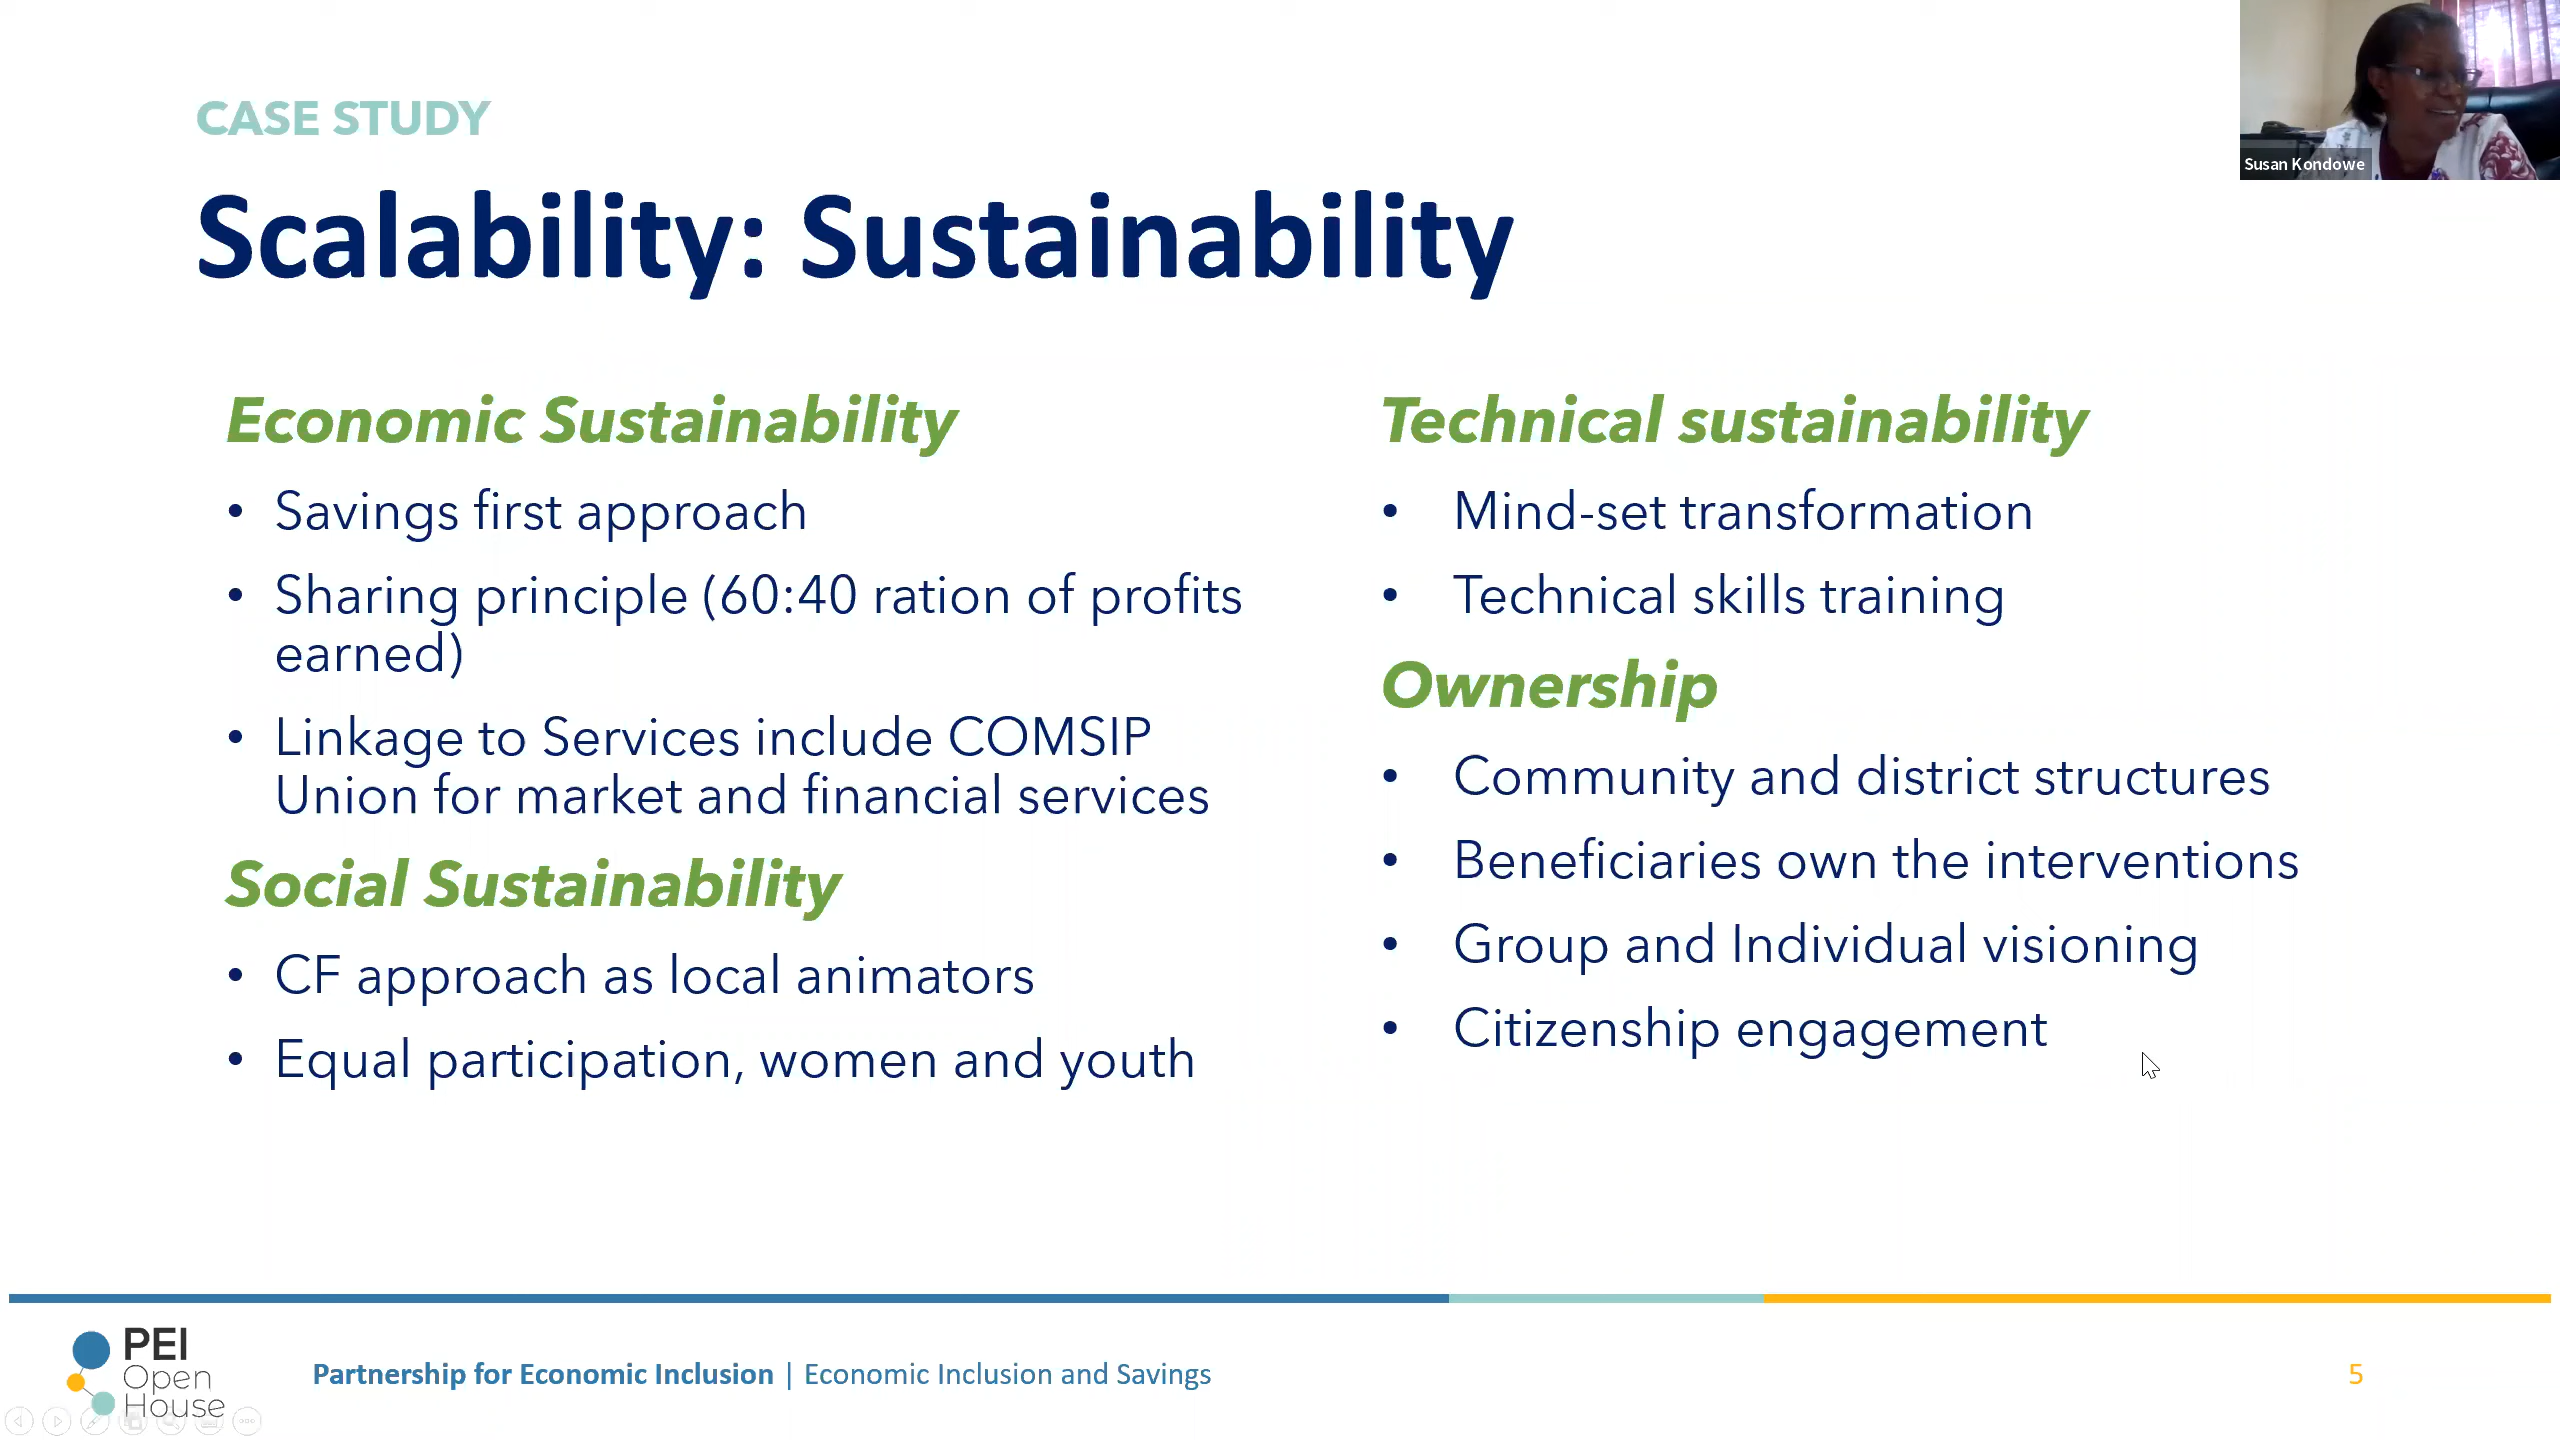 CASE STUDY
Scalability: Sustainability
Susan Kondowe
Economic Sustainability
• Savings first approach
• Sharing principle (60:40 ration of profits
earned)
• Linkage to Services include COMSIP
Union for market and financial services
Social Sustainability
• CF approach as local animators
• Equal participation, women and youth
Technical sustainability
• Mind-set transformation
• Technical skills training
Ownership
• Community and district structures
• Beneficiaries own the interventions
• Group and Individual visioning
• Citizenship engagement
PEI
Open
House
Partnership for Economic Inclusion | Economic Inclusion and Savings
5